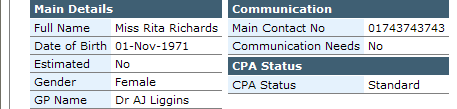 Main Details
Full Name Miss Rita Richards
Date of Birth 01-Nov-1971
Estimated No
Gender Female
GP Name Dr AJ Liggins
Communication
Main Contact No 01743743743
Communication Needs No
CPA Status
CPA Status Standard